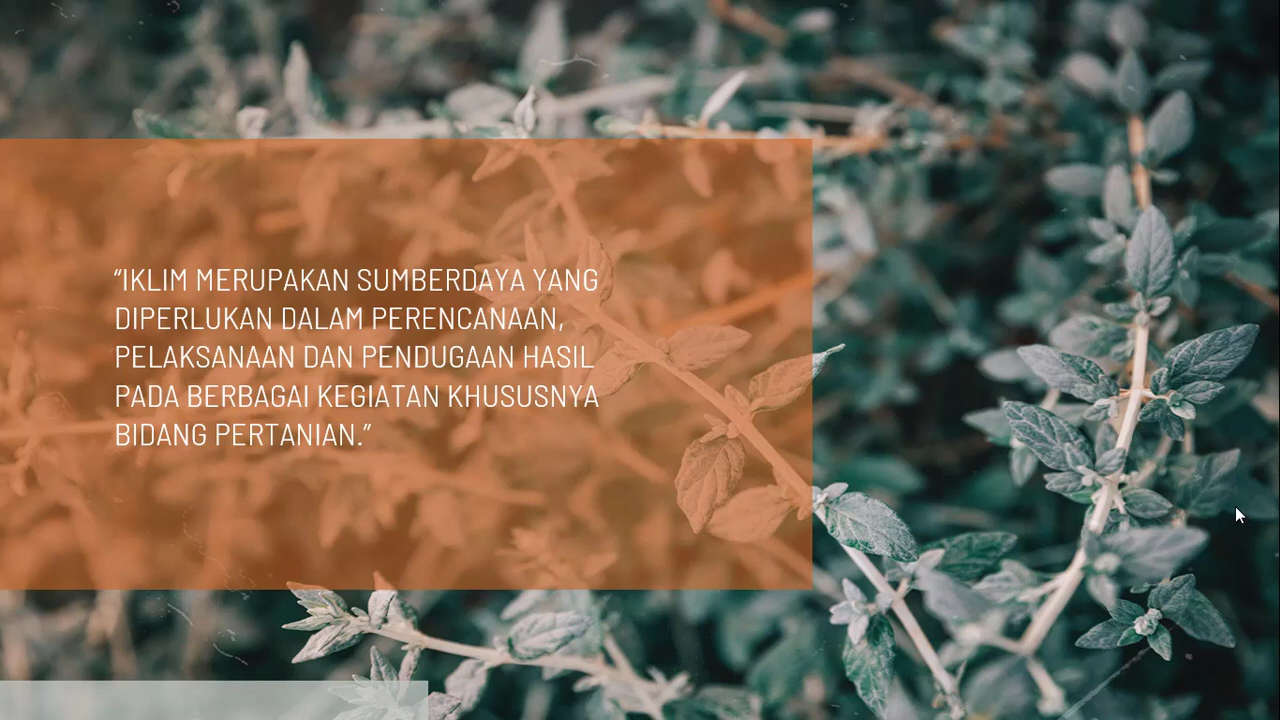 “IKLIM MERUPAKAN SUMBERDAYA YANG
DIPERLUKAN DALAM PERENCANAAN,
PELAKSANAAN DAN PENDUGAAN HASIL
PADA BERBAGAI KEGIATAN KHUSUSNYA
BIDANG PERTANIAN.”